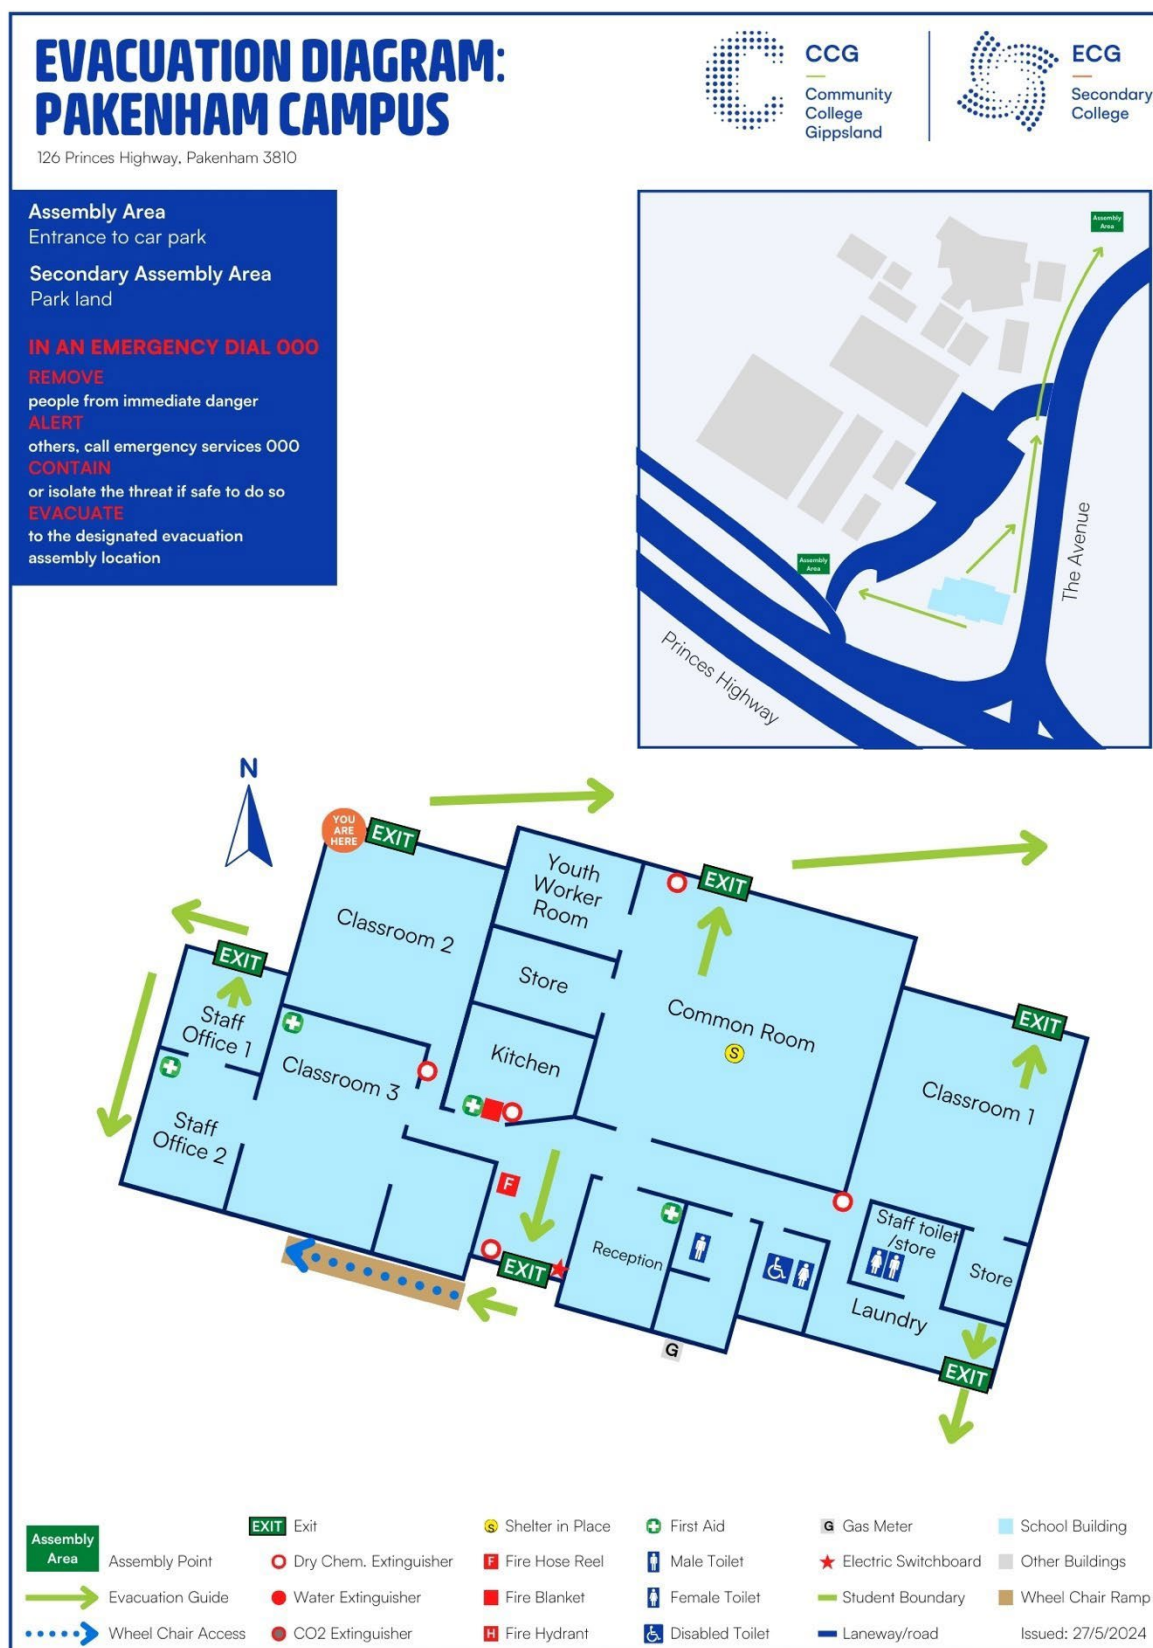 EVACUATION DIAGRAM:
PAKENHAM CAMPUS
126 Princes Highway, Pakenham 3810
CCG
Community
College
Gippsland
ECG
Secondary
College
Assembly Area
Entrance to car park
Secondary Assembly Area
Park land
IN AN EMERGENCY DIAL 000
REMOVE
people from immediate danger
ALERT
others, call emergency services 000
CONTAIN
or isolate the threat if safe to do so
EVACUATE
to the designated evacuation
assembly location
Assembly
Area
Assembly
Area
The Avenue
Princes Highway
N
YOU
ARE
HERE
EXIT
Youth
Worker
Room
EXIT
Classroom 2
EXIT
Store
Common Room
S
EXIT
Staff
Office 1
Kitchen
Classroom 3
Classroom 1
Staff
Office 2
F
Staff toilet
/store
Reception
EXIT
Store
Laundry
G
EXIT
Assembly
Area
Assembly Point
Evacuation Guide
Wheel Chair Access
EXIT Exit
Dry Chem. Extinguisher
Water Extinguisher
CO2 Extinguisher
S Shelter in Place
F Fire Hose Reel
Fire Blanket
H Fire Hydrant
First Aid
Male Toilet
Female Toilet
Disabled Toilet
G Gas Meter
Electric Switchboard
Student Boundary
Laneway/road
School Building
Other Buildings
Wheel Chair Ramp
Issued: 27/5/2024